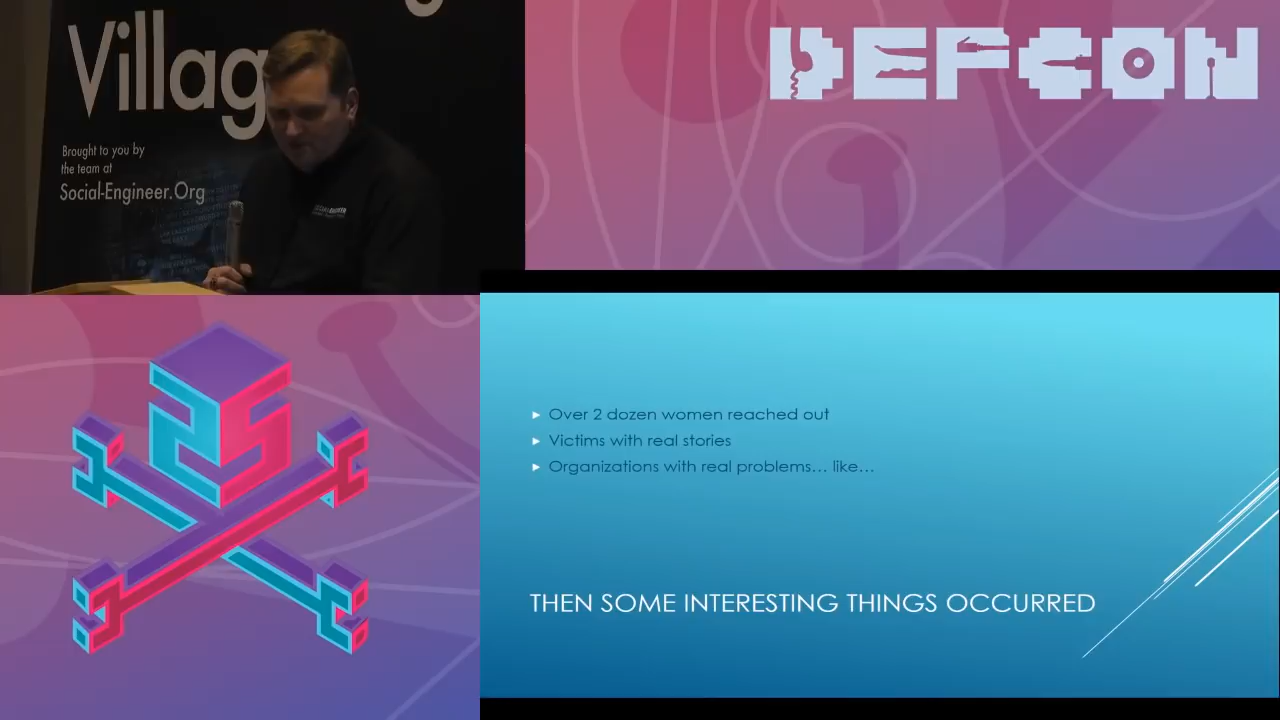 Villag
Brought to you by
the team at
Social-Engineer.Org
DEFCON
Over 2 dozen women reached out
Victims with real stories
Organizations with real problems... like...
THEN SOME INTERESTING THINGS OCCURRED